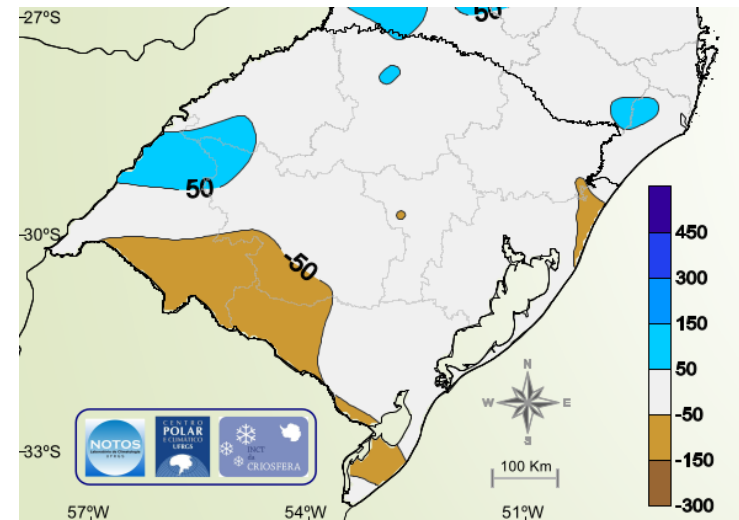 27°S
50
50
30°S
-50
450
300
150
50
-50
-150
-300
N
W
E
S
33°S
NOTOS
CENTRO
POLAR
E CLIMÁTICO
UFRGS
INCT
da
CRIOSFERA
100 Km
57°W
54°W
51°W